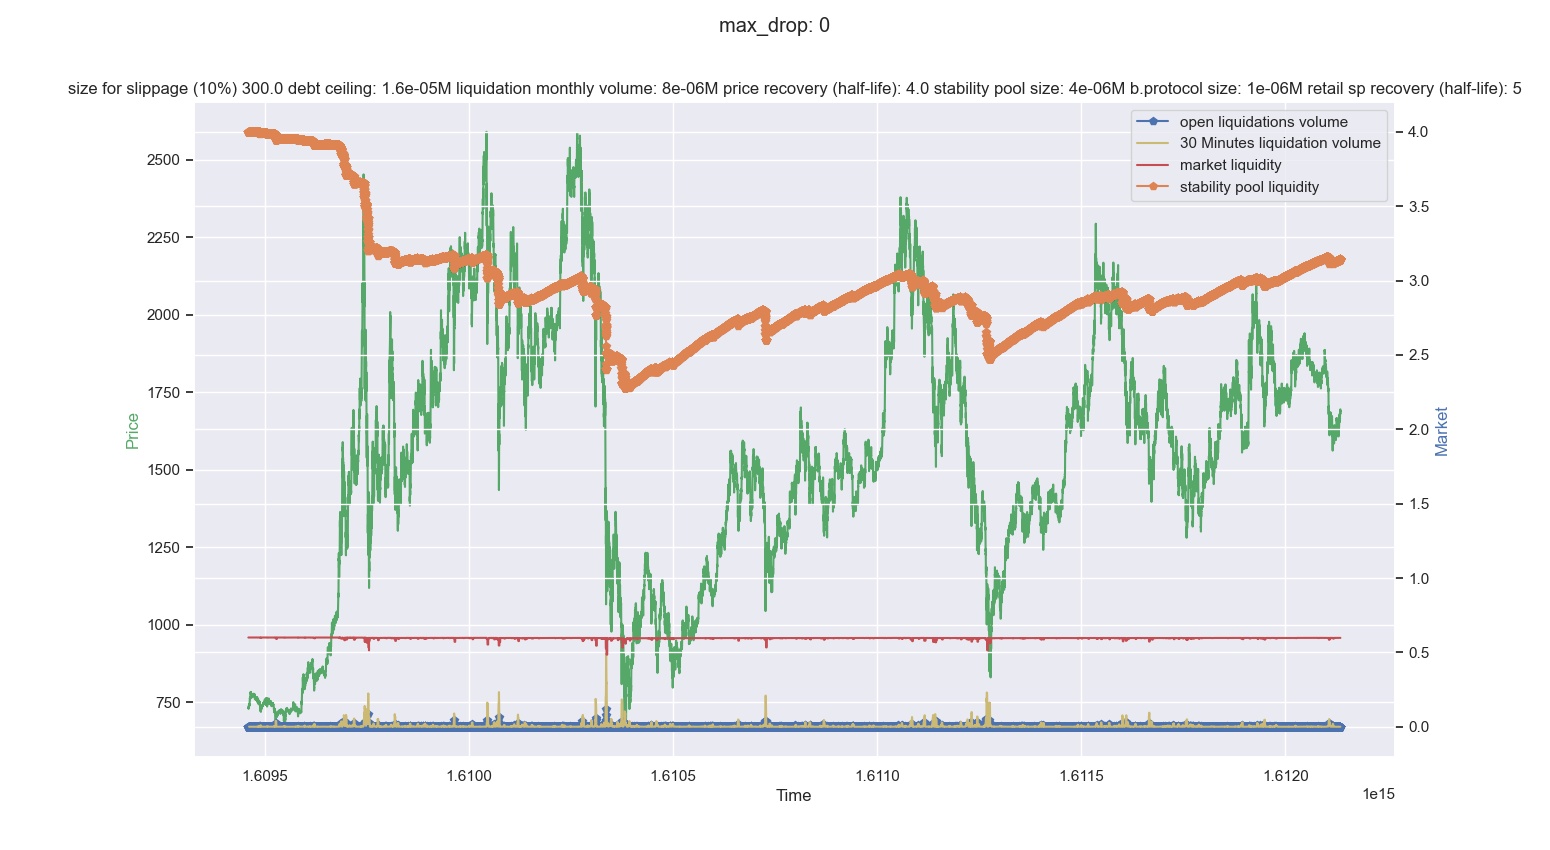 max_drop: 0
size for slippage (10%) 300.0 debt ceiling: 1.6e-05M liquidation monthly volume: 8e-06M price recovery (half-life): 4.0 stability pool size: 4e-06M b.protocol size: 1e-06M retail sp recovery (half-life): 5
open liquidations volume
30 Minutes liquidation volume
market liquidity
stability pool liquidity
2500
2250
2000
1750
1500
1250
1000
750
Price
4.0
3.5
3.0
2.5
2.0
1.5
1.0
0.5
0.0
Market
1.6095 1.6100 1.6105 1.6110 1.6115 1.6120
Time
1e15